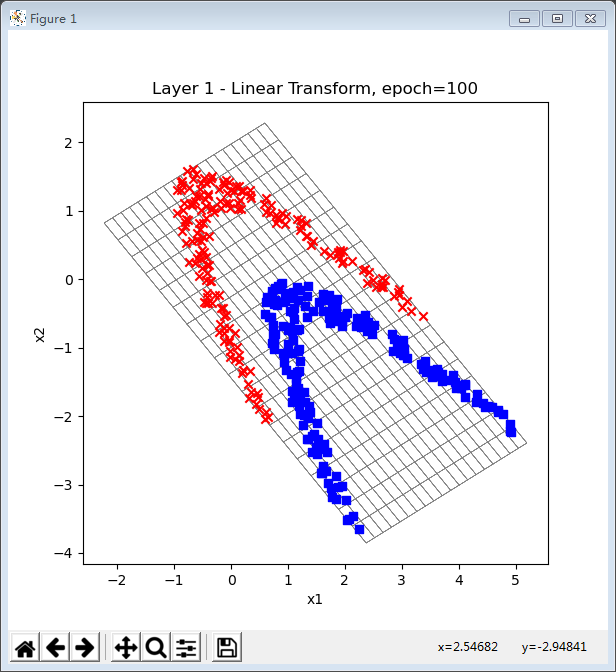 Figure 1
Layer 1 - Linear Transform, epoch=100
2
1
0
−1
−2
−3
−4
x2
−2 −1 0 1 2 3 4 5
x1
x=2.54682 y=-2.94841